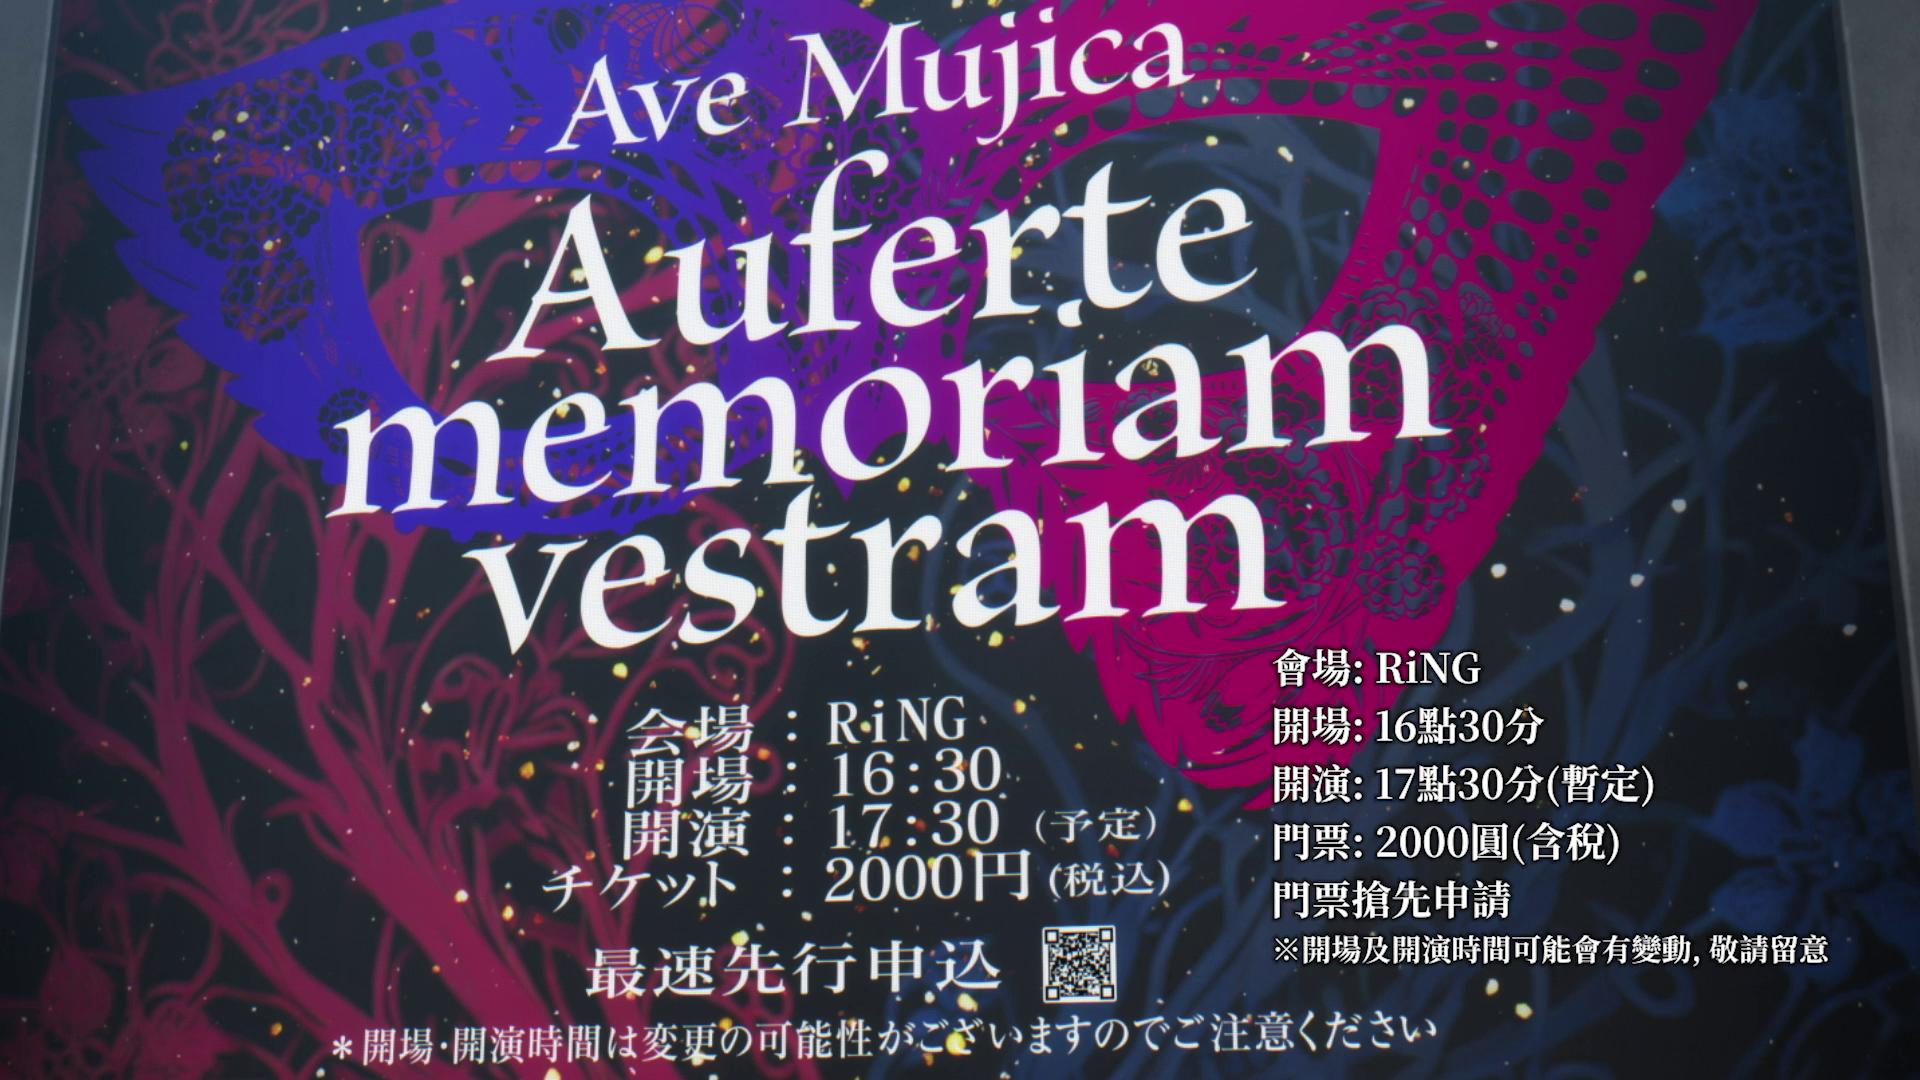 Ave Mujica
Auferte
memoriam
vestram
会場 : RiNG
開場 : 16:30
開演 : 17:30 (予定)
チケット : 2000円 (税込)
最速先行申込
＊開場・開演時間は変更の可能性がございますのでご注意ください
會場: RiNG
開場: 16點30分
開演: 17點30分(暫定)
門票: 2000圓(含稅)
門票搶先申請
※開場及開演時間可能會有變動, 敬請留意